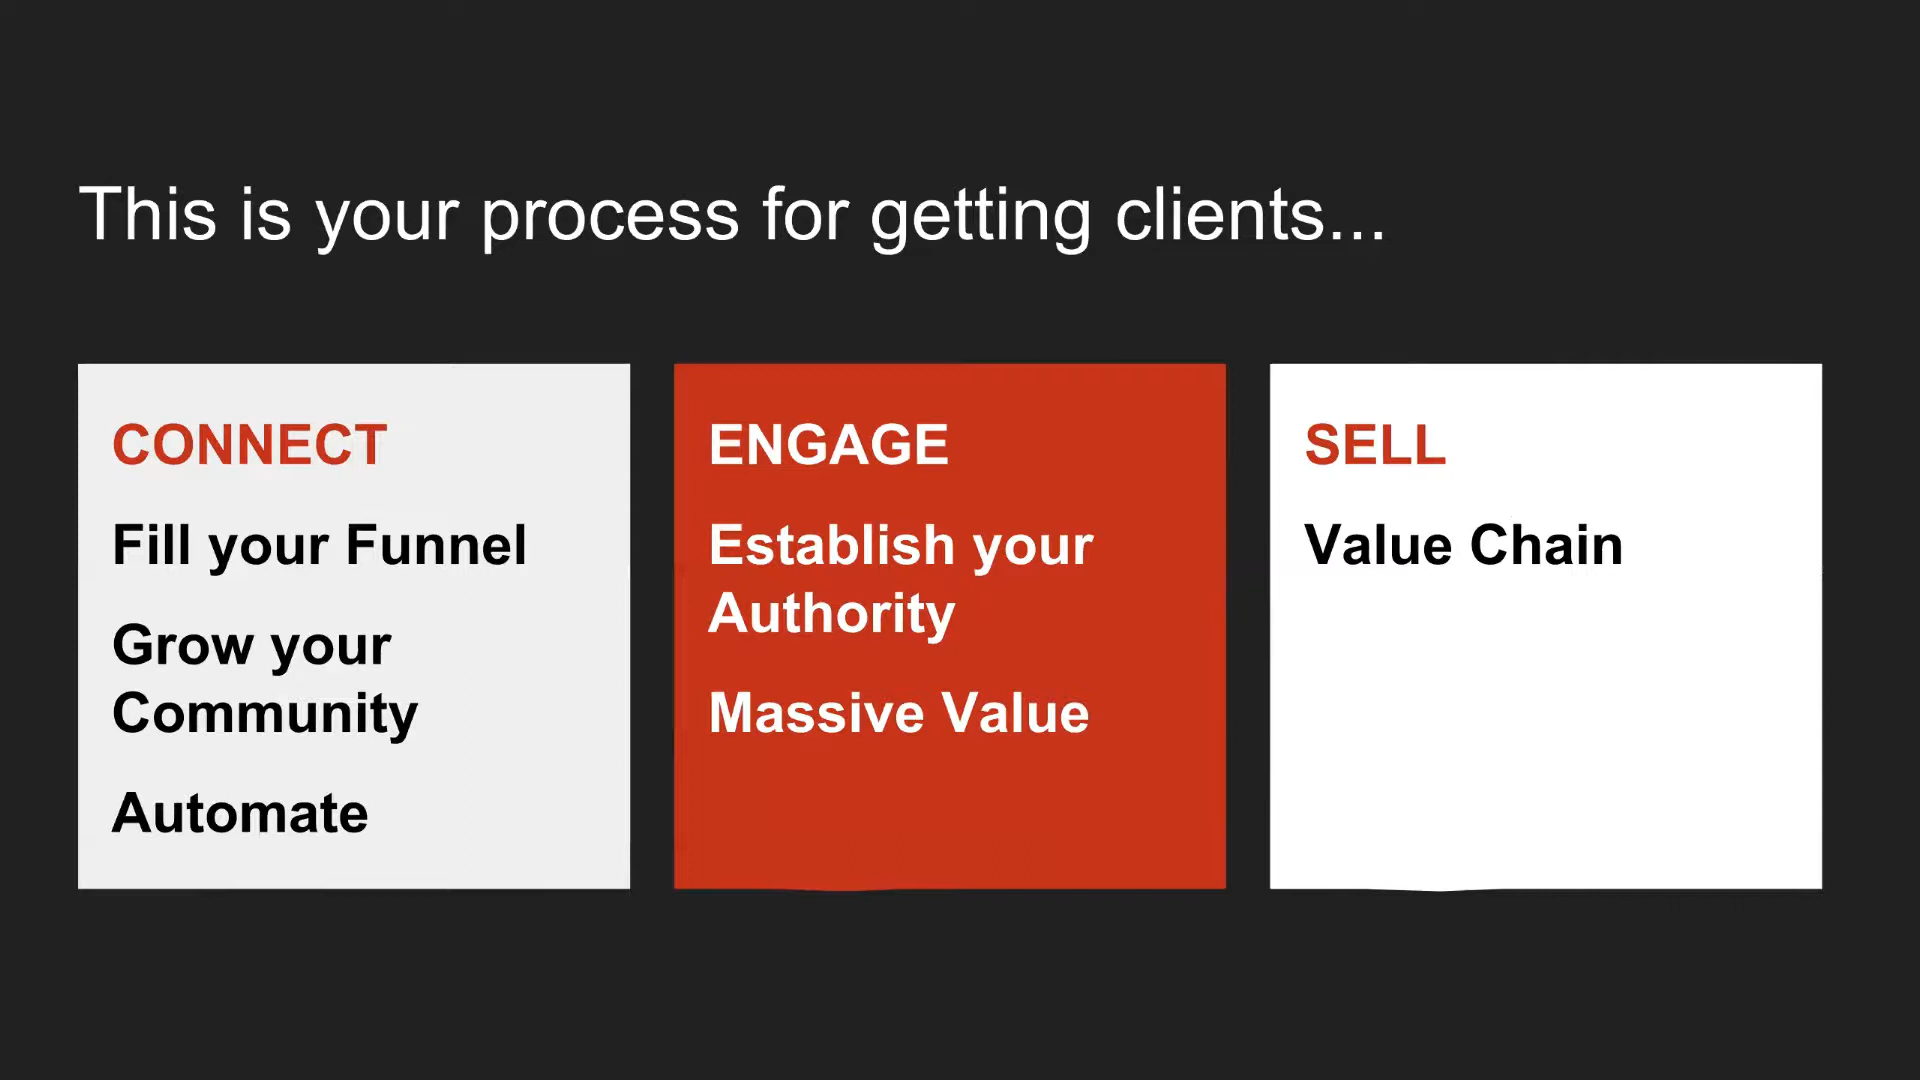 This is your process for getting clients...
CONNECT
Fill your Funnel
Grow your
Community
Automate
ENGAGE
Establish your
Authority
Massive Value
SELL
Value Chain